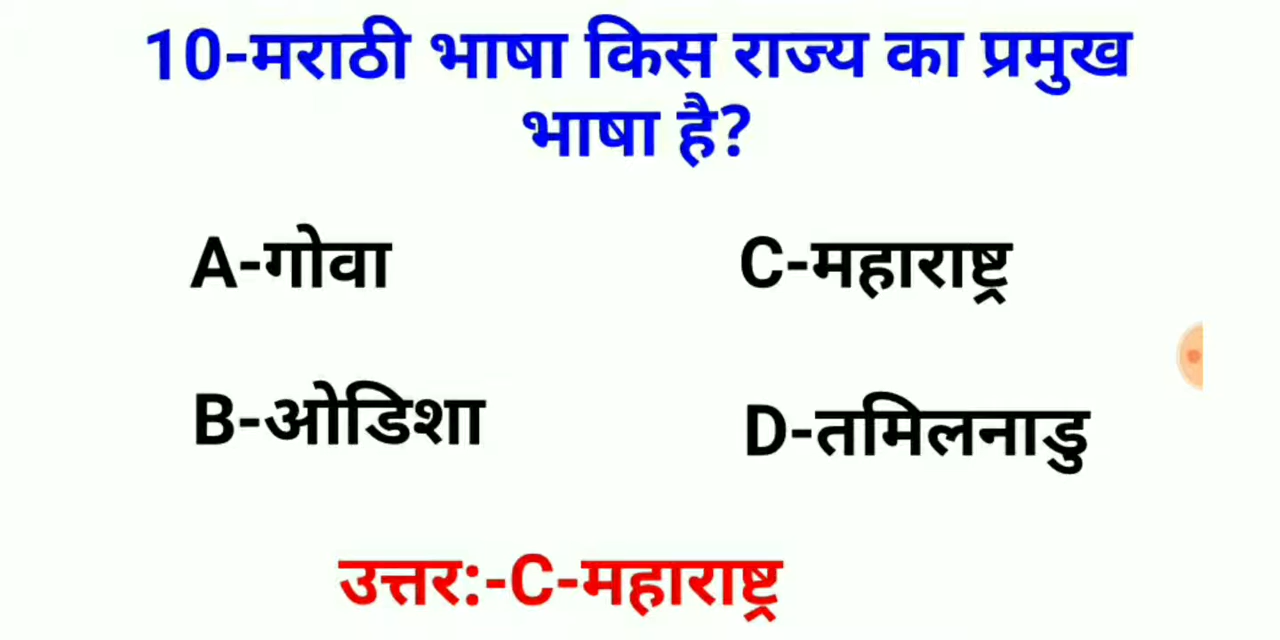 10-मराठी भाषा किस राज्य का प्रमुख
भाषा है?
A-गोवा
C-महाराष्ट्र
B-ओडिशा
D-तमिलनाडु
उत्तर:-C-महाराष्ट्र